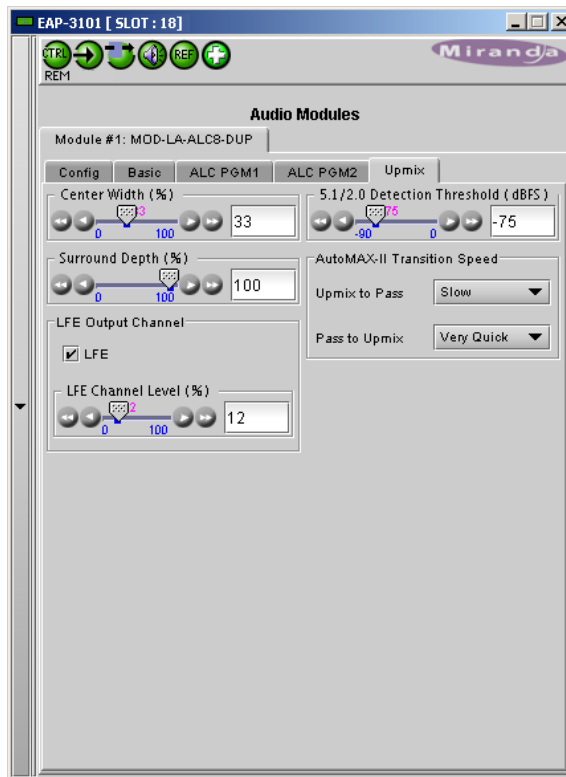 EAP-3101 [ SLOT : 18]
CTRL
REF
REM
Miranda
Audio Modules
Module #1: MOD-LA-ALC8-DUP
Config Basic ALC PGM1 ALC PGM2 Upmix
Center Width (%)
0 100
33
5.1/2.0 Detection Threshold ( dBFS )
75
-90 0
-75
Surround Depth (%)
0 100
100
AutoMAX-II Transition Speed
Upmix to Pass Slow
Pass to Upmix Very Quick
LFE Output Channel
LFE
LFE Channel Level (%)
0 100
12